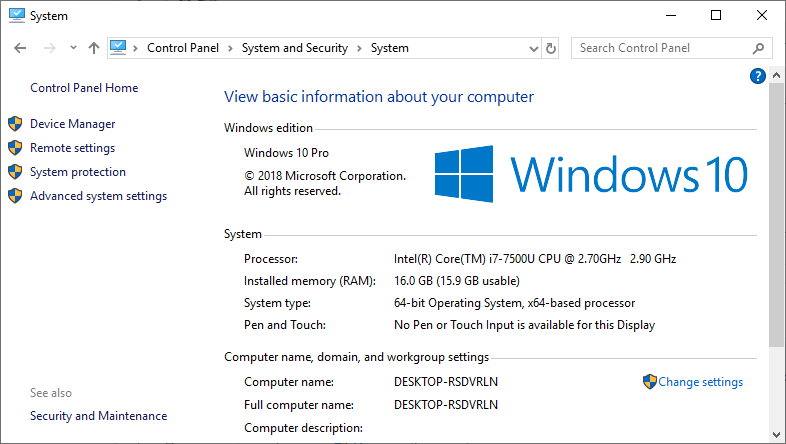 System
Control Panel System and Security System
Search Control Panel
Control Panel Home
Device Manager
Remote settings
System protection
Advanced system settings
See also
Security and Maintenance
?
View basic information about your computer
Windows edition
Windows 10 Pro
© 2018 Microsoft Corporation.
All rights reserved.
Windows 10
System
Processor: Intel(R) Core(TM) i7-7500U CPU @ 2.70GHz 2.90 GHz
Installed memory (RAM): 16.0 GB (15.9 GB usable)
System type: 64-bit Operating System, x64-based processor
Pen and Touch: No Pen or Touch Input is available for this Display
Computer name, domain, and workgroup settings
Computer name: DESKTOP-RSDVRLN Change settings
Full computer name: DESKTOP-RSDVRLN
Computer description: